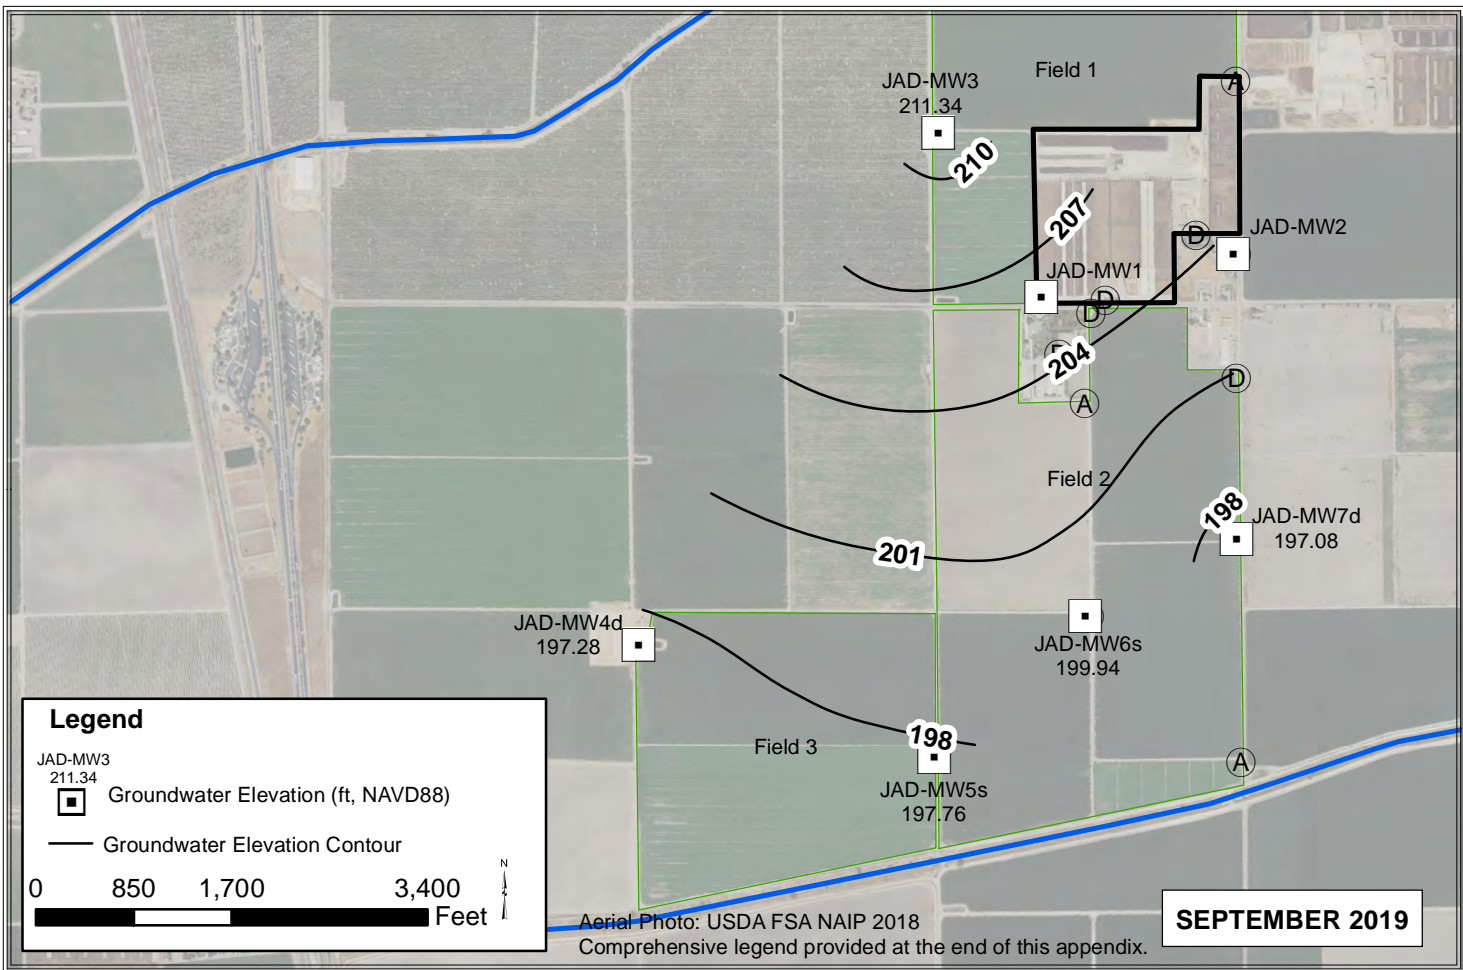 Field 1
JAD-MW3
211.34
A
210
207
D
JAD-MW2
JAD-MW1
D
D
204
A
D
Field 2
198
JAD-MW7d
197.08
201
JAD-MW4d
197.28
JAD-MW6s
199.94
198
Field 3
A
JAD-MW5s
197.76
Legend
JAD-MW3
211.34
Groundwater Elevation (ft, NAVD88)
Groundwater Elevation Contour
N
0 850 1,700 3,400
Feet
Aerial Photo: USDA FSA NAIP 2018
Comprehensive legend provided at the end of this appendix.
SEPTEMBER 2019